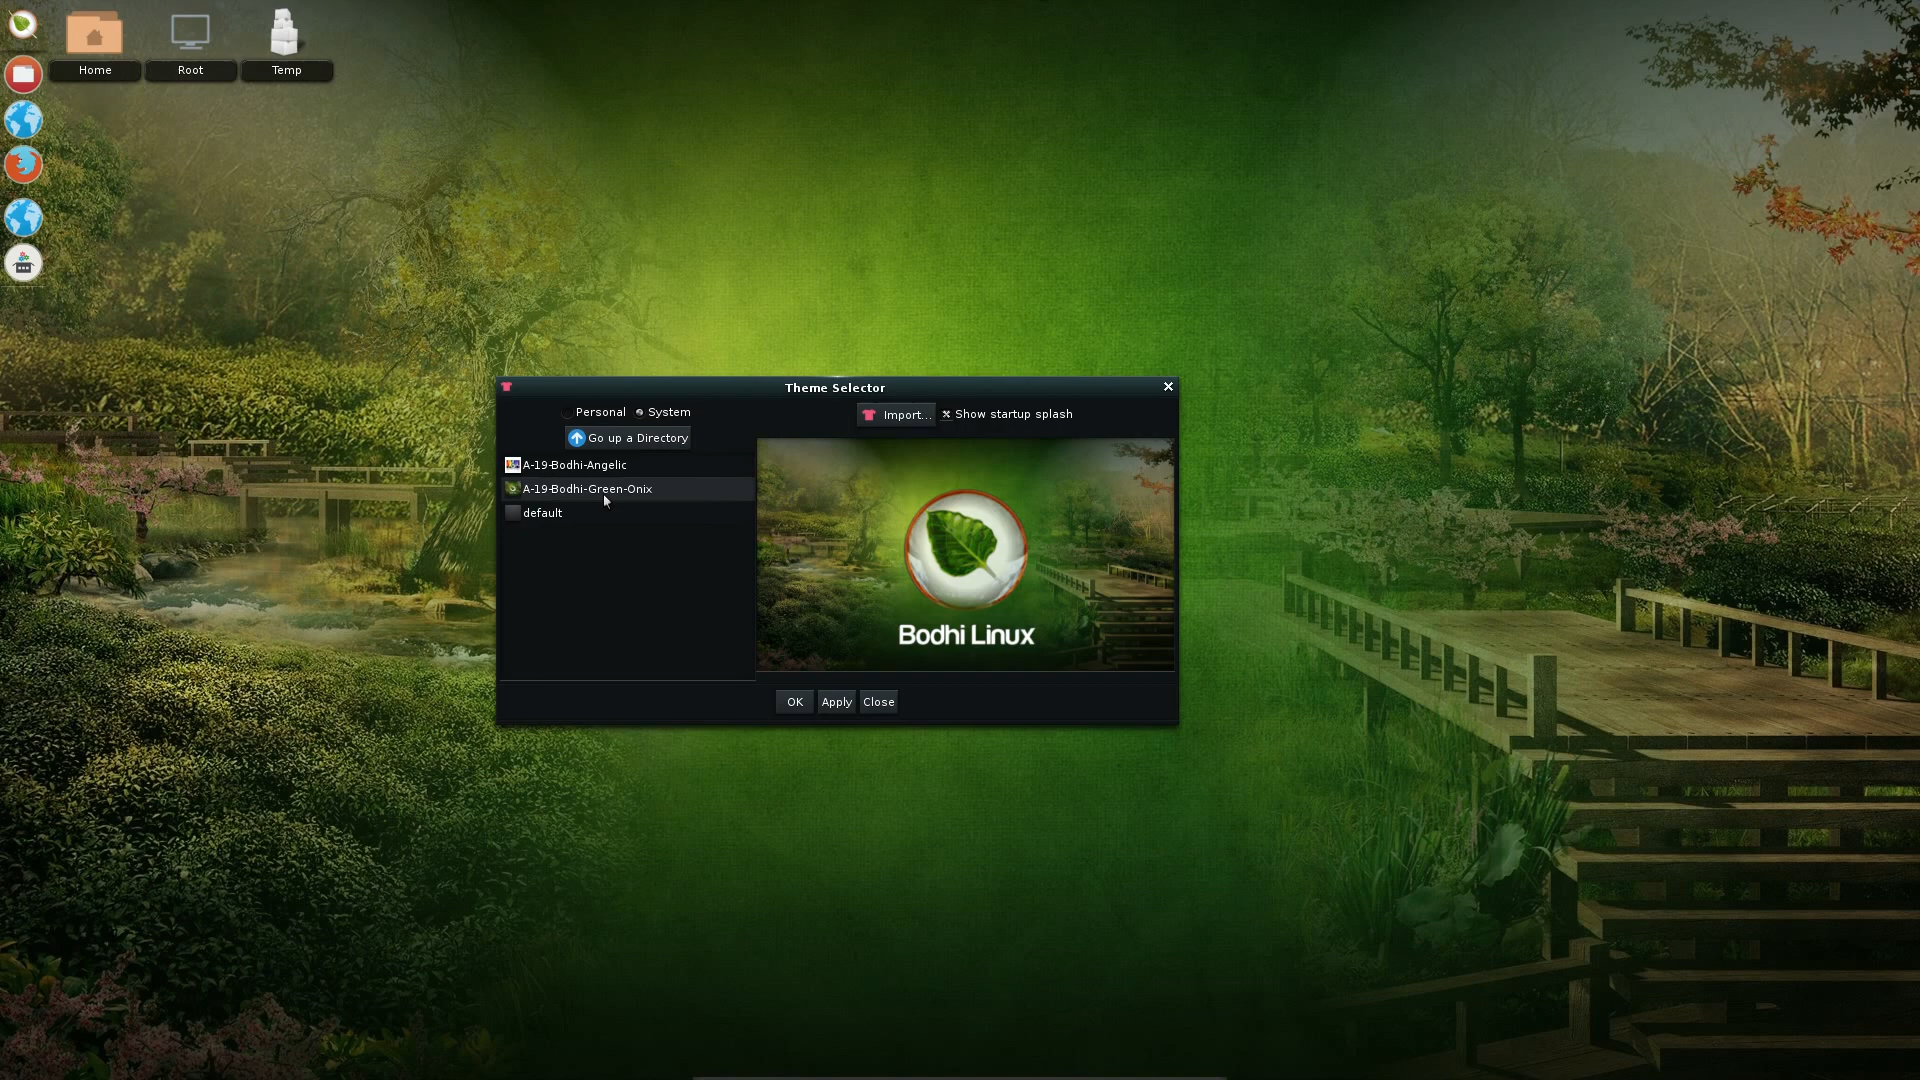 Home
Root
Temp
Theme Selector
Personal
System
Import...
Show startup splash
Go up a Directory
A-19-Bodhi-Angelic
A-19-Bodhi-Green-Onix
default
Bodhi Linux
OK
Apply
Close